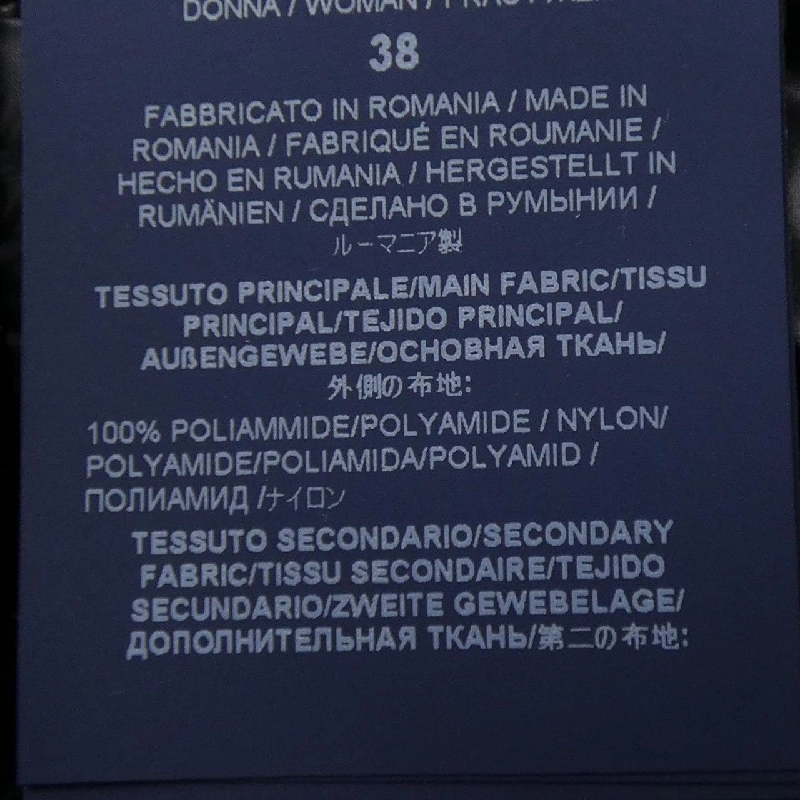 DONNA / WOMAN /
38
FABBRICATO IN ROMANIA / MADE IN
ROMANIA / FABRIQUÉ EN ROUMANIE /
HECHO EN RUMANIA / HERGESTELLT IN
RUMÄNIEN / СДЕЛАНО В РУМЫНИИ /
ルーマニア製
TESSUTO PRINCIPALE/MAIN FABRIC/TISSU
PRINCIPAL/TEJIDO PRINCIPAL/
AUßENGEWEBE/ОСНОВНАЯ ТКАНЬ/
外側の布地:
100% POLIAMMIDE/POLYAMIDE / NYLON/
POLYAMIDE/POLIAMIDA/POLYAMID /
ПОЛИАМИД /ナイロン
TESSUTO SECONDARIO/SECONDARY
FABRIC/TISSU SECONDAIRE/TEJIDO
SECUNDARIO/ZWEITE GEWEBELAGE/
ДОПОЛНИТЕЛЬНАЯ ТКАНЬ/第二の布地: